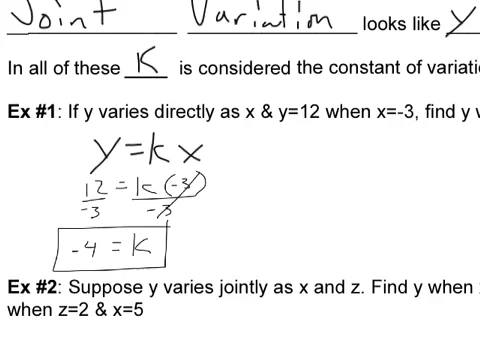 Joint Variation looks like y
In all of these K is considered the constant of variati
Ex #1: If y varies directly as x & y=12 when x=-3, find y
y = k x
12 = k (-3)
-3 -3
-4 = K
Ex #2: Suppose y varies jointly as x and z. Find y when
when z=2 & x=5